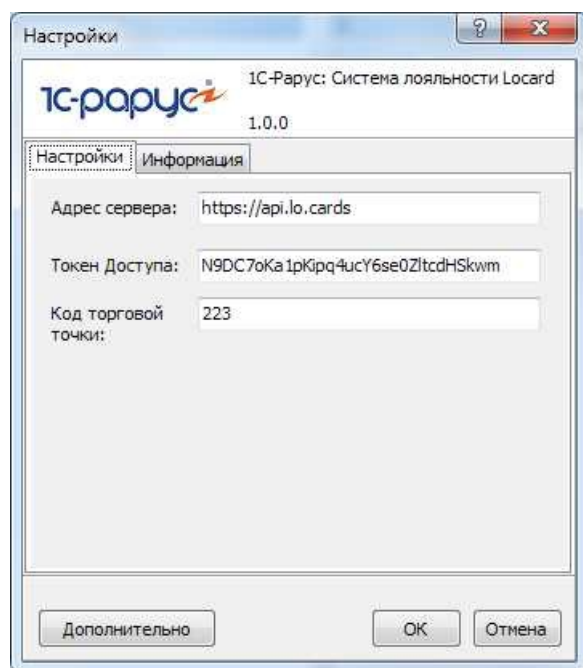 Настройки
1С-рарус
1С-Рарус: Система лояльности Locard
1.0.0
Настройки
Информация
Адрес сервера:
https://api.lo.cards
Токен Доступа:
N9DC7oKa1pKipq4ucY6se0ZltcdHSkwm
Код торговой
точки:
223
Дополнительно
OK
Отмена